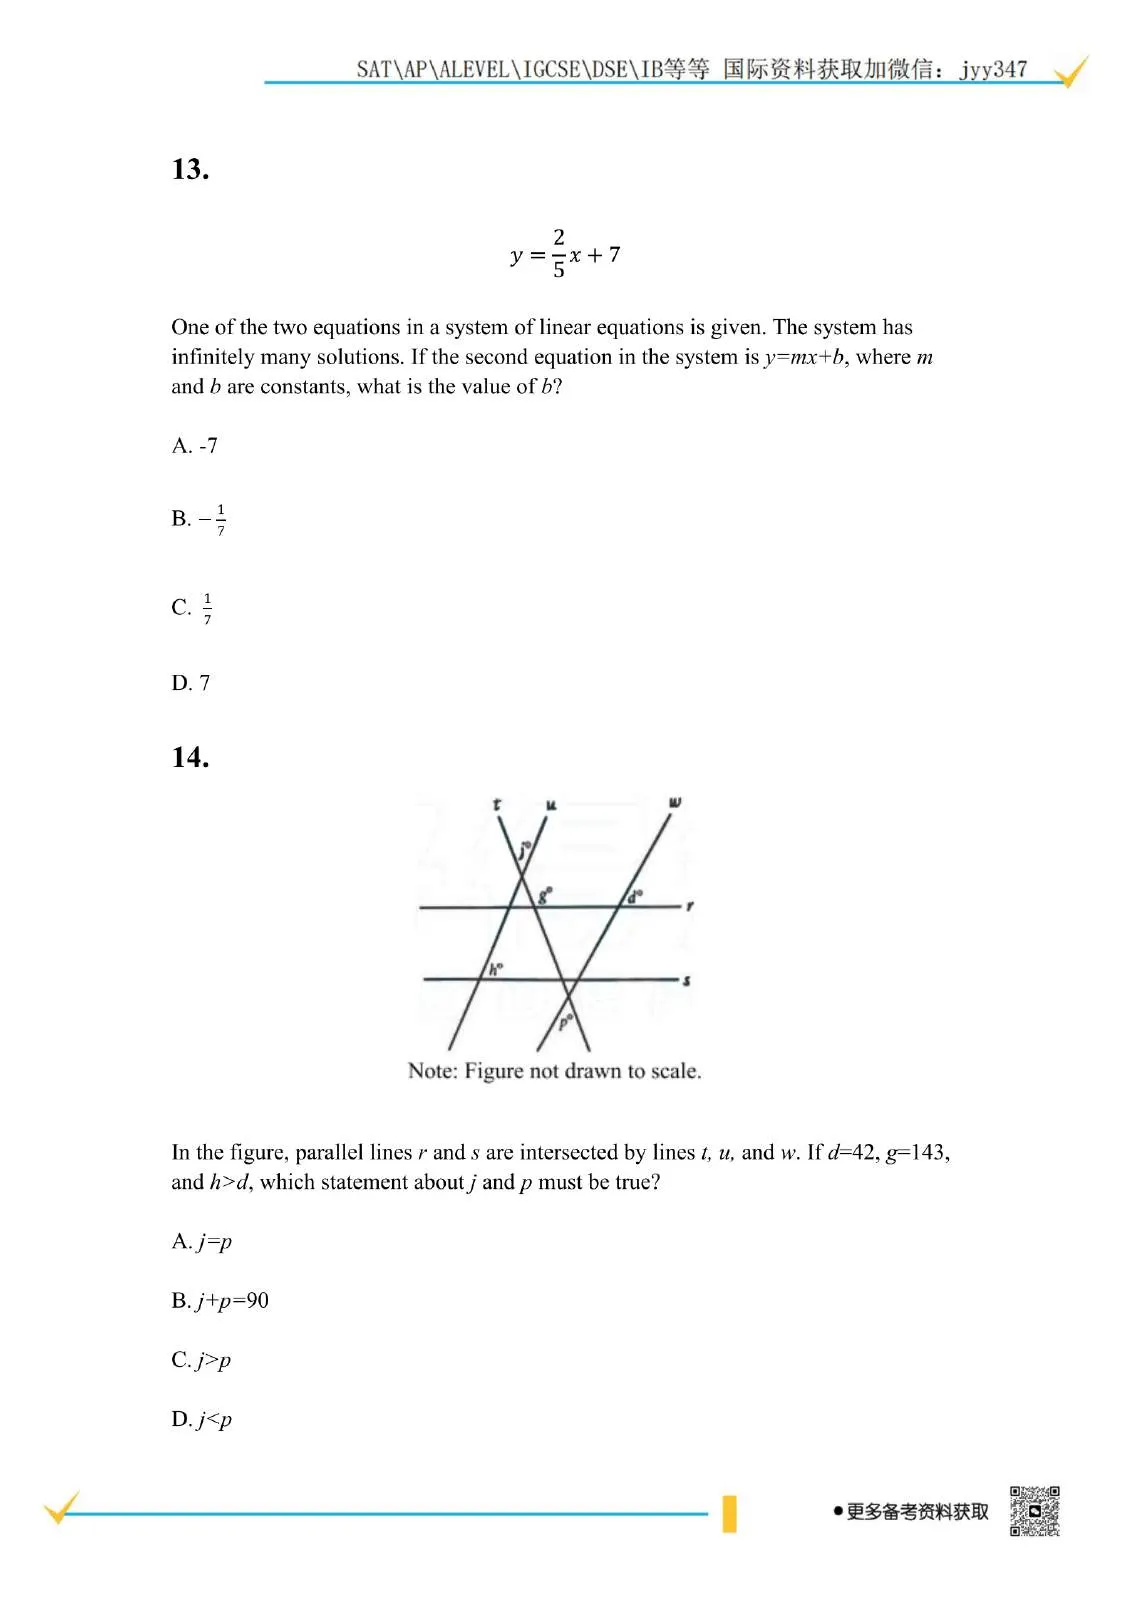 SAT\AP\ALEVEL\IGCSE\DSE\IB等等 国际资料获取加微信：jyy347
13.
y = 2/5 x + 7
One of the two equations in a system of linear equations is given. The system has
infinitely many solutions. If the second equation in the system is y=mx+b, where m
and b are constants, what is the value of b?
A. -7
B. −1/7
C. 1/7
D. 7
14.
t u w
j°
g° d° r
h° s
p°
Note: Figure not drawn to scale.
In the figure, parallel lines r and s are intersected by lines t, u, and w. If d=42, g=143,
and h>d, which statement about j and p must be true?
A. j=p
B. j+p=90
C. j>p
D. j<p
●更多备考资料获取